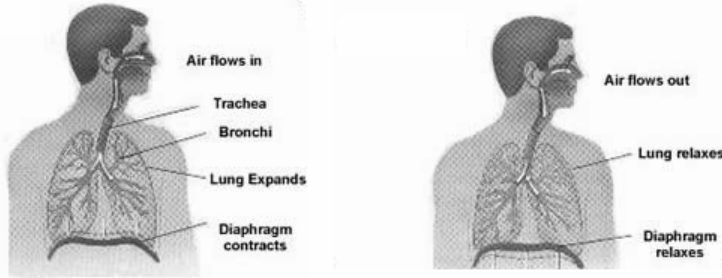 Air flows in
Trachea
Bronchi
Lung Expands
Diaphragm
contracts
Air flows out
Lung relaxes
Diaphragm
relaxes